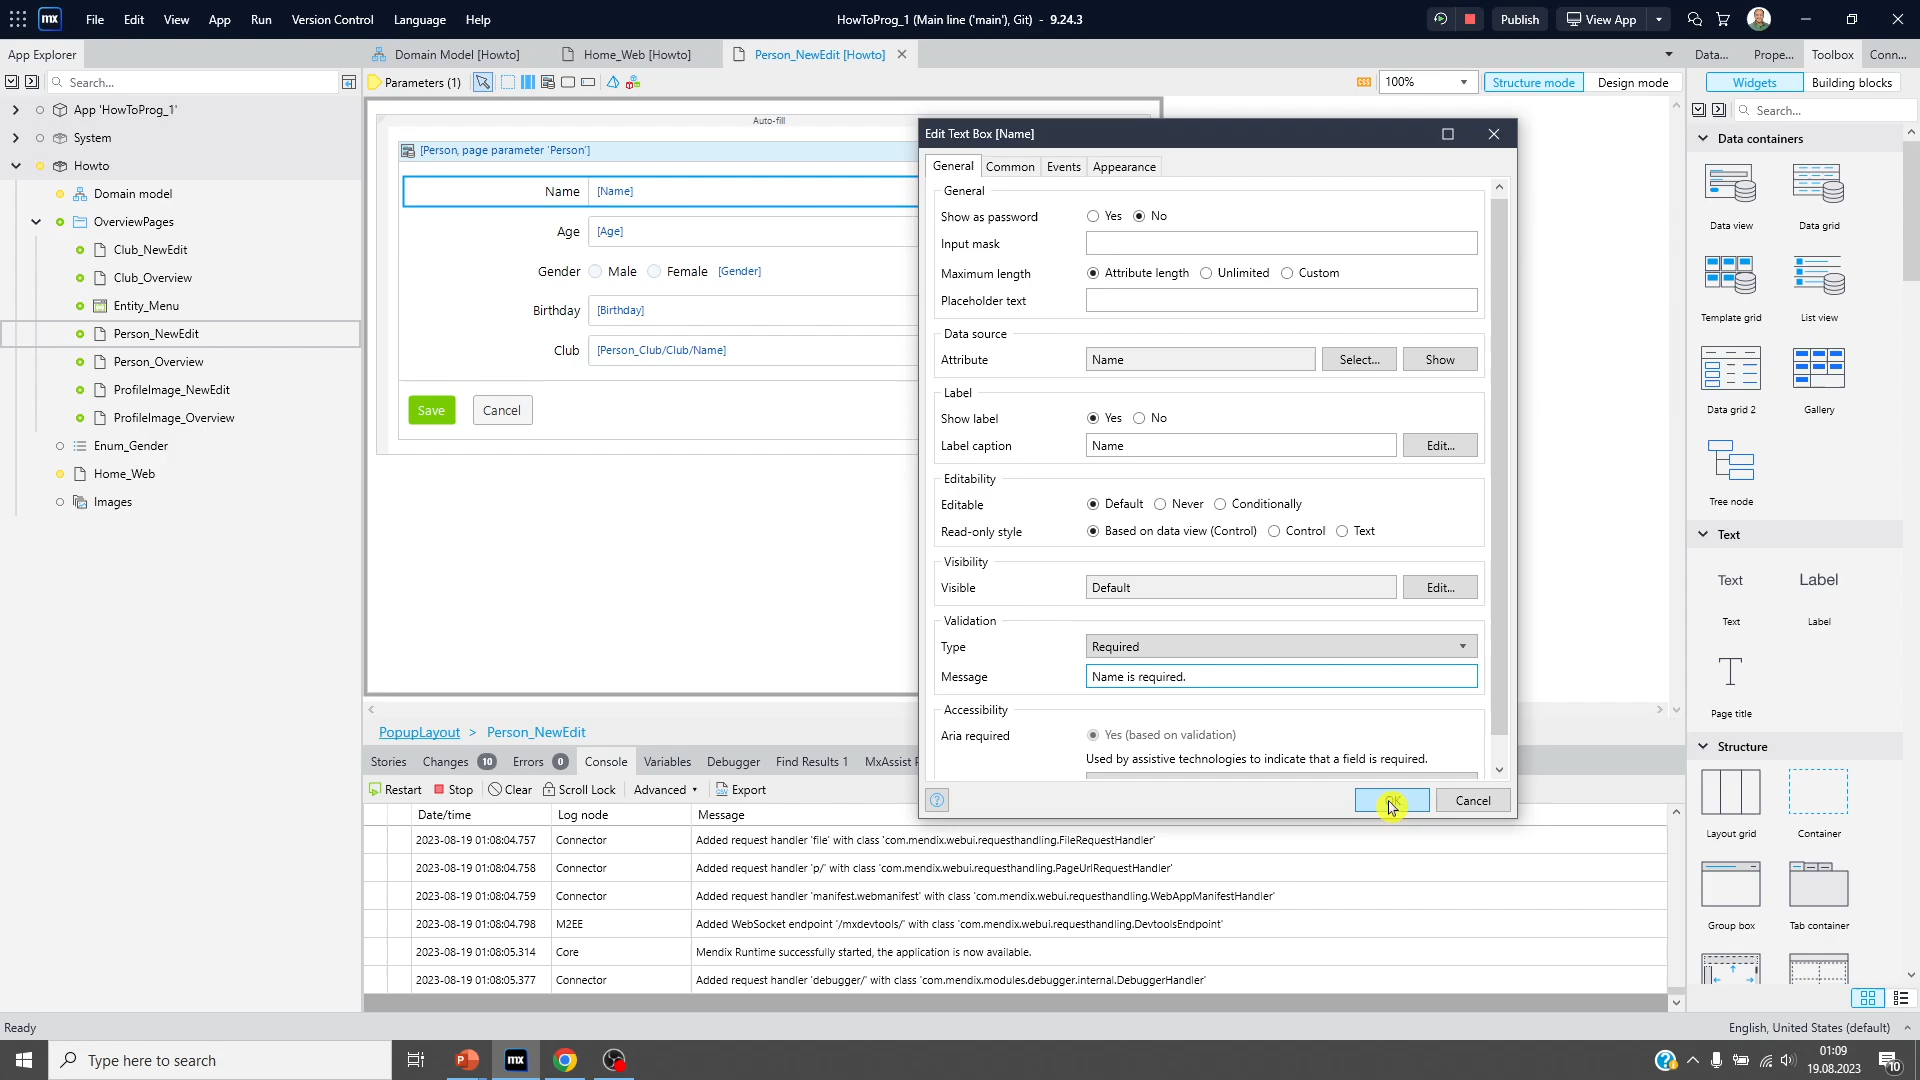 mx File Edit View App Run Version Control Language Help HowToProg_1 (Main line ('main'), Git) - 9.24.3 Publish View App
App Explorer Domain Model [Howto] Home_Web [Howto] Person_NewEdit [Howto] Data... Prope... Toolbox Conn...
Search... Parameters (1) 100% Structure mode Design mode Widgets Building blocks
Search...
App 'HowToProg_1'
System
Howto
Domain model
OverviewPages
Club_NewEdit
Club_Overview
Entity_Menu
Person_NewEdit
Person_Overview
ProfileImage_NewEdit
ProfileImage_Overview
Enum_Gender
Home_Web
Images
Auto-fill
[Person, page parameter 'Person']
Name [Name]
Age [Age]
Gender Male Female [Gender]
Birthday [Birthday]
Club [Person_Club/Club/Name]
Save Cancel
Edit Text Box [Name]
General Common Events Appearance
General
Show as password Yes No
Input mask
Maximum length Attribute length Unlimited Custom
Placeholder text
Data source
Attribute Name Select... Show
Label
Show label Yes No
Label caption Name Edit...
Editability
Editable Default Never Conditionally
Read-only style Based on data view (Control) Control Text
Visibility
Visible Default Edit...
Validation
Type Required
Message Name is required.
Accessibility
Aria required Yes (based on validation)
Used by assistive technologies to indicate that a field is required.
OK Cancel
Data containers
Data view Data grid
Template grid List view
Data grid 2 Gallery
Tree node
Text
Text Label
Text Label
T
Page title
Structure
Layout grid Container
Group box Tab container
PopupLayout > Person_NewEdit
Stories Changes 10 Errors 0 Console Variables Debugger Find Results 1 MxAssist P
Restart Stop Clear Scroll Lock Advanced Export
Date/time Log node Message
2023-08-19 01:08:04.757 Connector Added request handler 'file' with class 'com.mendix.webui.requesthandling.FileRequestHandler'
2023-08-19 01:08:04.758 Connector Added request handler 'p/' with class 'com.mendix.webui.requesthandling.PageUrlRequestHandler'
2023-08-19 01:08:04.759 Connector Added request handler 'manifest.webmanifest' with class 'com.mendix.webui.requesthandling.WebAppManifestHandler'
2023-08-19 01:08:04.798 M2EE Added WebSocket endpoint '/mxdevtools/' with class 'com.mendix.webui.requesthandling.DevtoolsEndpoint'
2023-08-19 01:08:05.314 Core Mendix Runtime successfully started, the application is now available.
2023-08-19 01:08:05.377 Connector Added request handler 'debugger/' with class 'com.mendix.modules.debugger.internal.DebuggerHandler'
Ready English, United States (default)
Type here to search P mx 01:09
19.08.2023 10